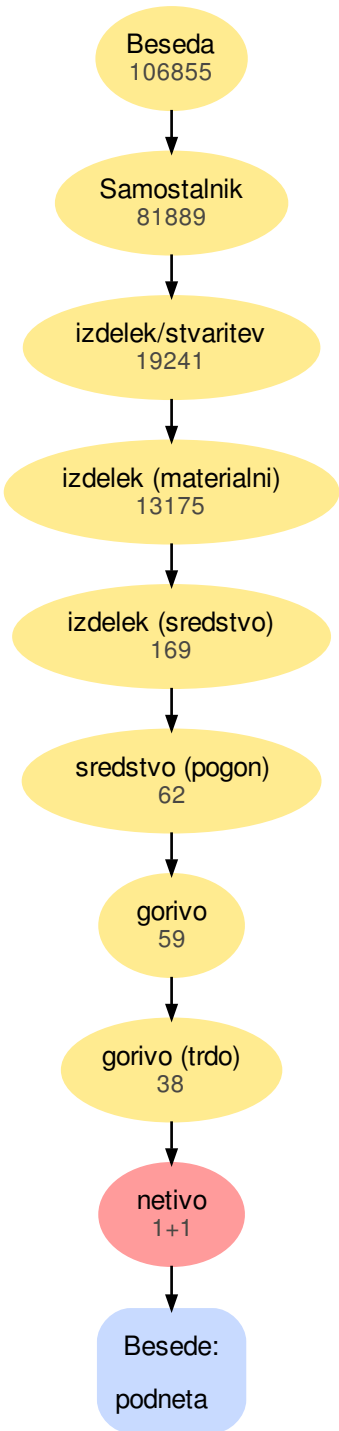 Beseda
106855
Samostalnik
81889
izdelek/stvaritev
19241
izdelek (materialni)
13175
izdelek (sredstvo)
169
sredstvo (pogon)
62
gorivo
59
gorivo (trdo)
38
netivo
1+1
Besede:
podneta